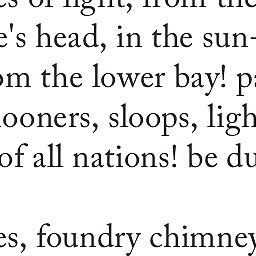 es of light, from the
e's head, in the sun-
om the lower bay! pa
ooners, sloops, ligh
of all nations! be du
es, foundry chimney